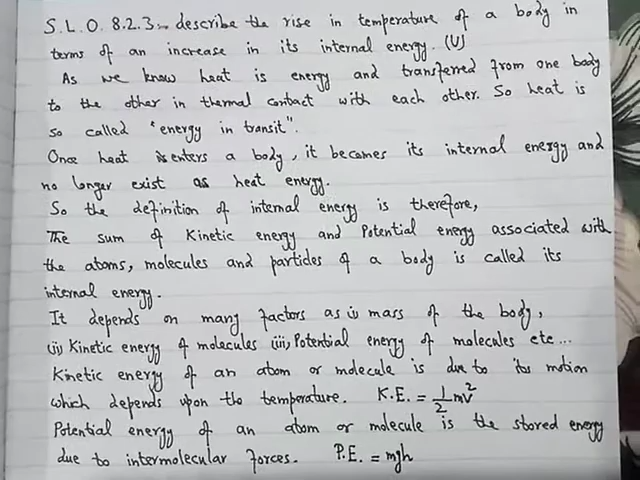 S.L.O. 8.2.3:- describe the rise in temperature of a body in
terms of an increase in its internal energy. (U)
As we know heat is energy and transferred from one body
to the other in thermal contact with each other. So heat is
so called "energy in transit".
Once heat enters a body, it becomes its internal energy and
no longer exist as heat energy.
So the definition of internal energy is therefore,
The sum of Kinetic energy and Potential energy associated with
the atoms, molecules and particles of a body is called its
internal energy.
It depends on many factors as (i) mass of the body,
(ii) Kinetic energy of molecules (iii) Potential energy of molecules etc...
Kinetic energy of an atom or molecule is due to its motion
which depends upon the temperature. K.E. = 1/2 mv²
Potential energy of an atom or molecule is the stored energy
due to intermolecular forces. P.E. = mgh